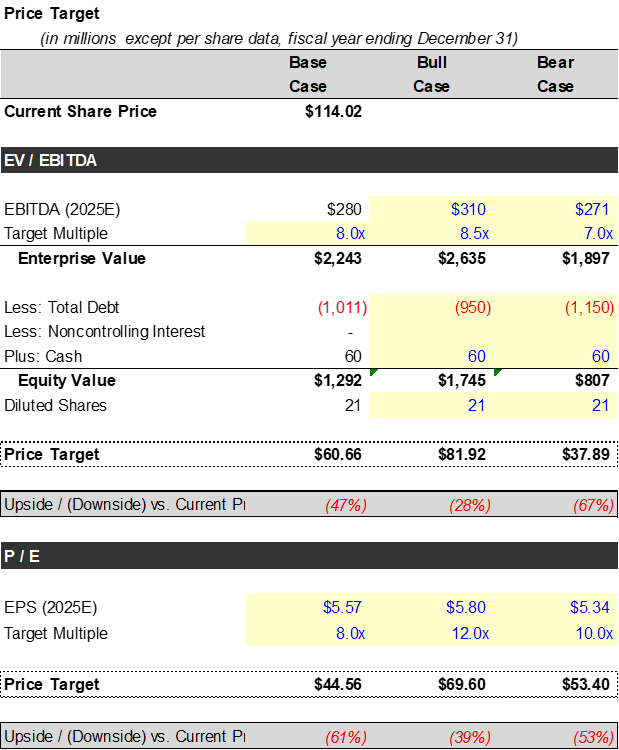 Price Target
(in millions except per share data, fiscal year ending December 31)
Base Bull Bear
Case Case Case
Current Share Price $114.02
EV / EBITDA
EBITDA (2025E) $280 $310 $271
Target Multiple 8.0x 8.5x 7.0x
Enterprise Value $2,243 $2,635 $1,897
Less: Total Debt (1,011) (950) (1,150)
Less: Noncontrolling Interest -
Plus: Cash 60 60 60
Equity Value $1,292 $1,745 $807
Diluted Shares 21 21 21
Price Target $60.66 $81.92 $37.89
Upside / (Downside) vs. Current Pr (47%) (28%) (67%)
P / E
EPS (2025E) $5.57 $5.80 $5.34
Target Multiple 8.0x 12.0x 10.0x
Price Target $44.56 $69.60 $53.40
Upside / (Downside) vs. Current Pr (61%) (39%) (53%)